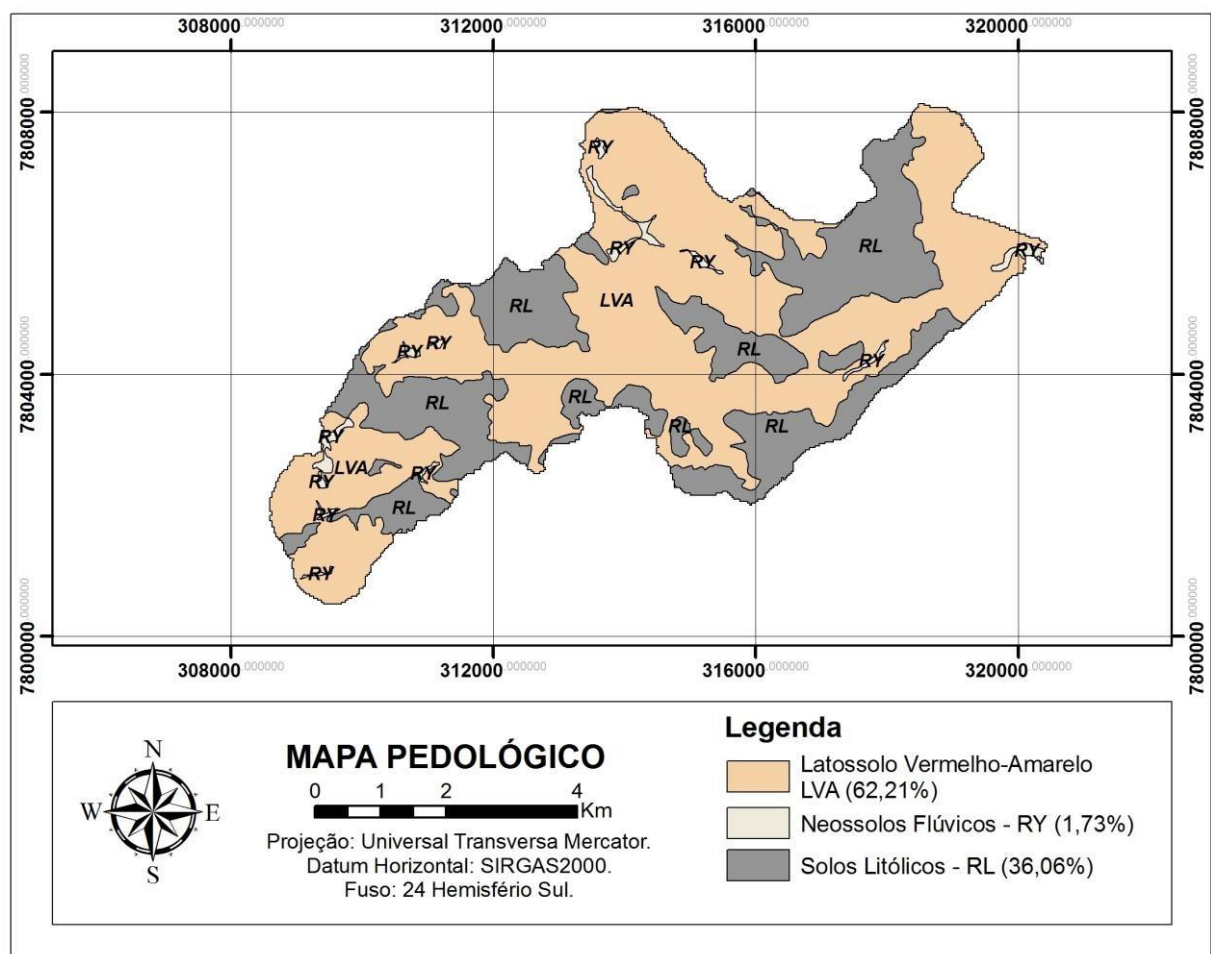 308000.000000 312000.000000 316000.000000 320000.000000
7808000.000000 7808000.000000
RY
RL
RY
RY
RY
RL
LVA
RY
RY
RL
RY
RL
RL
RL
RL
RY
RL
LVA
RY
RY
RL
RY
RY
7804000.000000 7804000.000000
7800000.000000 7800000.000000
308000.000000 312000.000000 316000.000000 320000.000000
N
W E
S
MAPA PEDOLÓGICO
0 1 2 4
Km
Projeção: Universal Transversa Mercator.
Datum Horizontal: SIRGAS2000.
Fuso: 24 Hemisfério Sul.
Legenda
Latossolo Vermelho-Amarelo
LVA (62,21%)
Neossolos Flúvicos - RY (1,73%)
Solos Litólicos - RL (36,06%)